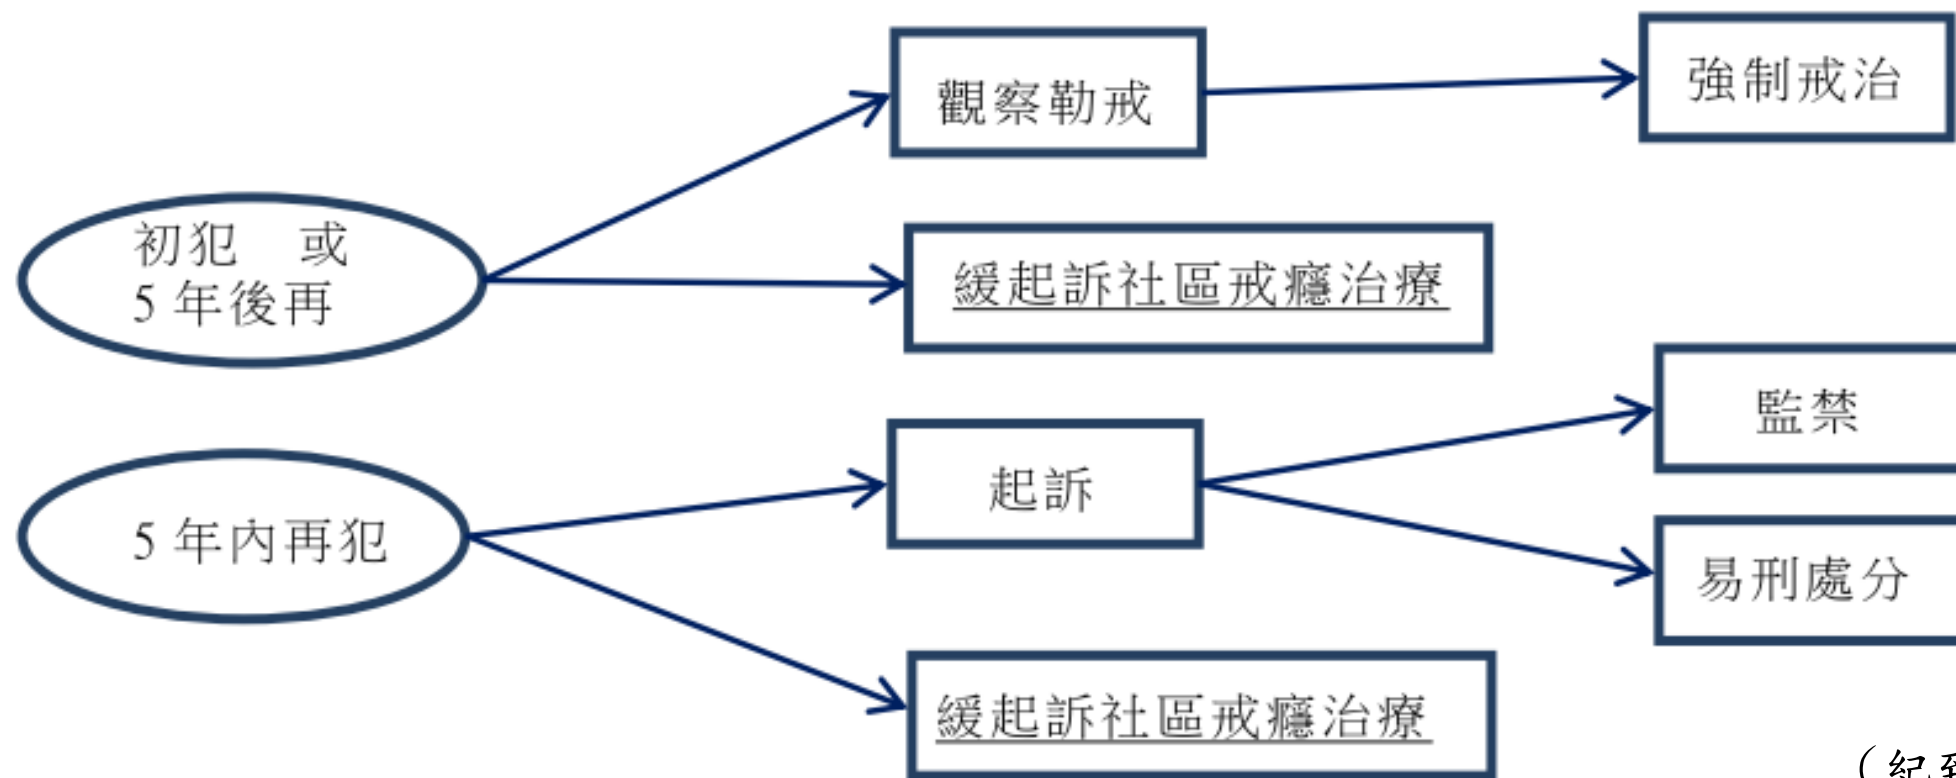 觀察勒戒
強制戒治
初犯 或
5 年後再
緩起訴社區戒癮治療
監禁
起訴
5 年內再犯
易刑處分
緩起訴社區戒癮治療
（紀